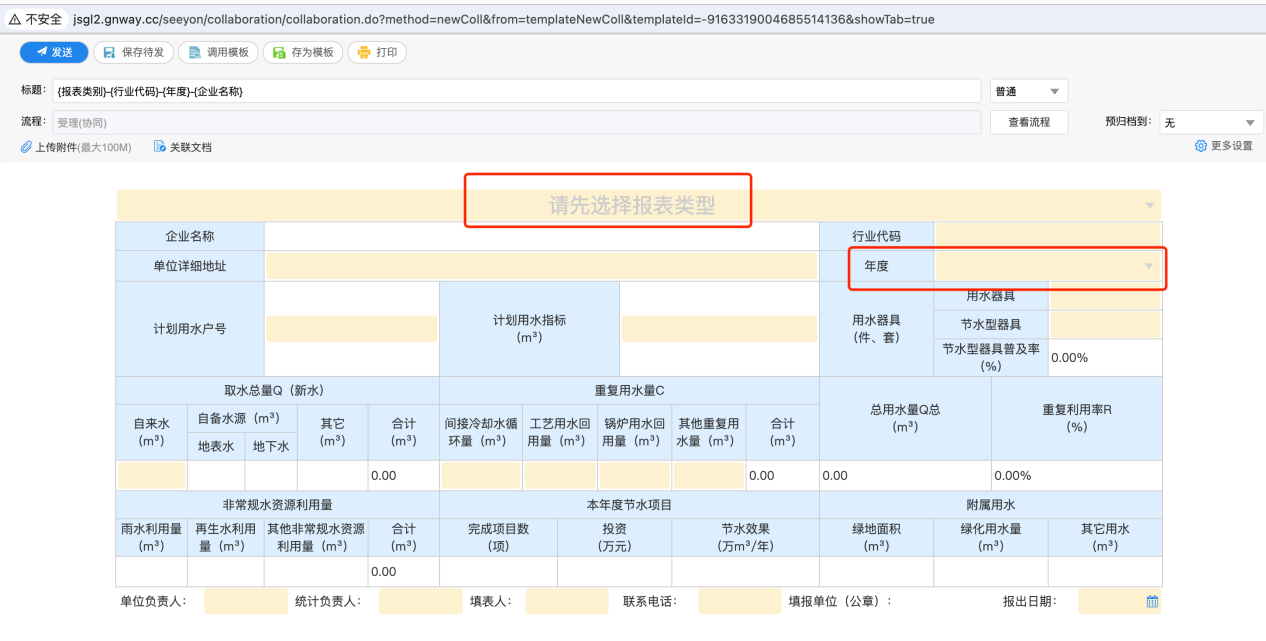 不安全 jsgl2.gnway.cc/seeyon/collaboration/collaboration.do?method=newColl&from=templateNewColl&templateId=-9163319004685514136&showTab=true
发送 保存待发 调用模板 存为模板 打印
标题: {报表类别}-{行业代码}-{年度}-{企业名称} 普通
流程: 受理(协同) 查看流程 预归档到: 无
上传附件(最大100M) 关联文档 更多设置
请先选择报表类型
企业名称 行业代码
单位详细地址 年度
计划用水户号 计划用水指标 (m³) 用水器具 (件、套) 用水器具
节水型器具
节水型器具普及率 (%) 0.00%
取水总量Q（新水） 重复用水量C 总用水量Q总 (m³) 重复利用率R (%)
自来水 (m³) 自备水源（m³） 其它 (m³) 合计 (m³) 间接冷却水循环量（m³） 工艺用水回用量（m³） 锅炉用水回用量（m³） 其他重复用水量（m³） 合计 (m³)
地表水 地下水
0.00 0.00 0.00 0.00%
非常规水资源利用量 本年度节水项目 附属用水
雨水利用量 (m³) 再生水利用量（m³） 其他非常规水资源利用量（m³） 合计 (m³) 完成项目数 (项) 投资 (万元) 节水效果 (万m³/年) 绿地面积 (m³) 绿化用水量 (m³) 其它用水 (m³)
0.00
单位负责人: 统计负责人: 填表人: 联系电话: 填报单位（公章）: 报出日期: